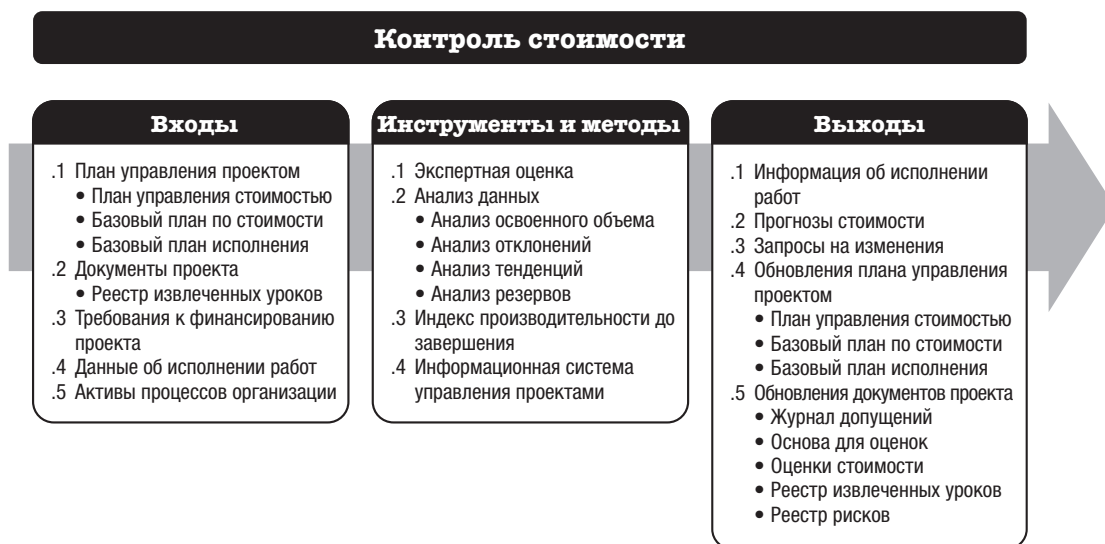 Контроль стоимости
Входы
.1 План управления проектом
• План управления стоимостью
• Базовый план по стоимости
• Базовый план исполнения
.2 Документы проекта
• Реестр извлеченных уроков
.3 Требования к финансированию
проекта
.4 Данные об исполнении работ
.5 Активы процессов организации
Инструменты и методы
.1 Экспертная оценка
.2 Анализ данных
• Анализ освоенного объема
• Анализ отклонений
• Анализ тенденций
• Анализ резервов
.3 Индекс производительности до
завершения
.4 Информационная система
управления проектами
Выходы
.1 Информация об исполнении
работ
.2 Прогнозы стоимости
.3 Запросы на изменения
.4 Обновления плана управления
проектом
• План управления стоимостью
• Базовый план по стоимости
• Базовый план исполнения
.5 Обновления документов проекта
• Журнал допущений
• Основа для оценок
• Оценки стоимости
• Реестр извлеченных уроков
• Реестр рисков